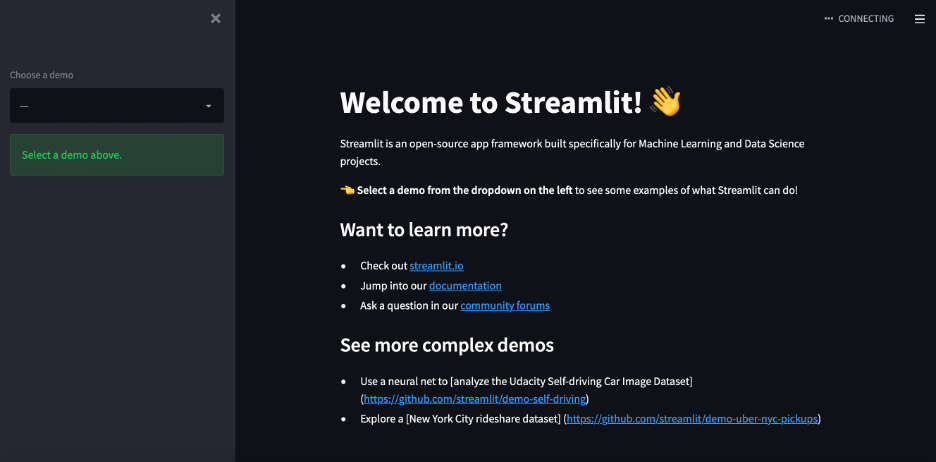 Choose a demo
—
Select a demo above.
CONNECTING
Welcome to Streamlit! 👋
Streamlit is an open-source app framework built specifically for Machine Learning and Data Science
projects.
👈 Select a demo from the dropdown on the left to see some examples of what Streamlit can do!
Want to learn more?
• Check out streamlit.io
• Jump into our documentation
• Ask a question in our community forums
See more complex demos
• Use a neural net to [analyze the Udacity Self-driving Car Image Dataset]
(https://github.com/streamlit/demo-self-driving)
• Explore a [New York City rideshare dataset] (https://github.com/streamlit/demo-uber-nyc-pickups)